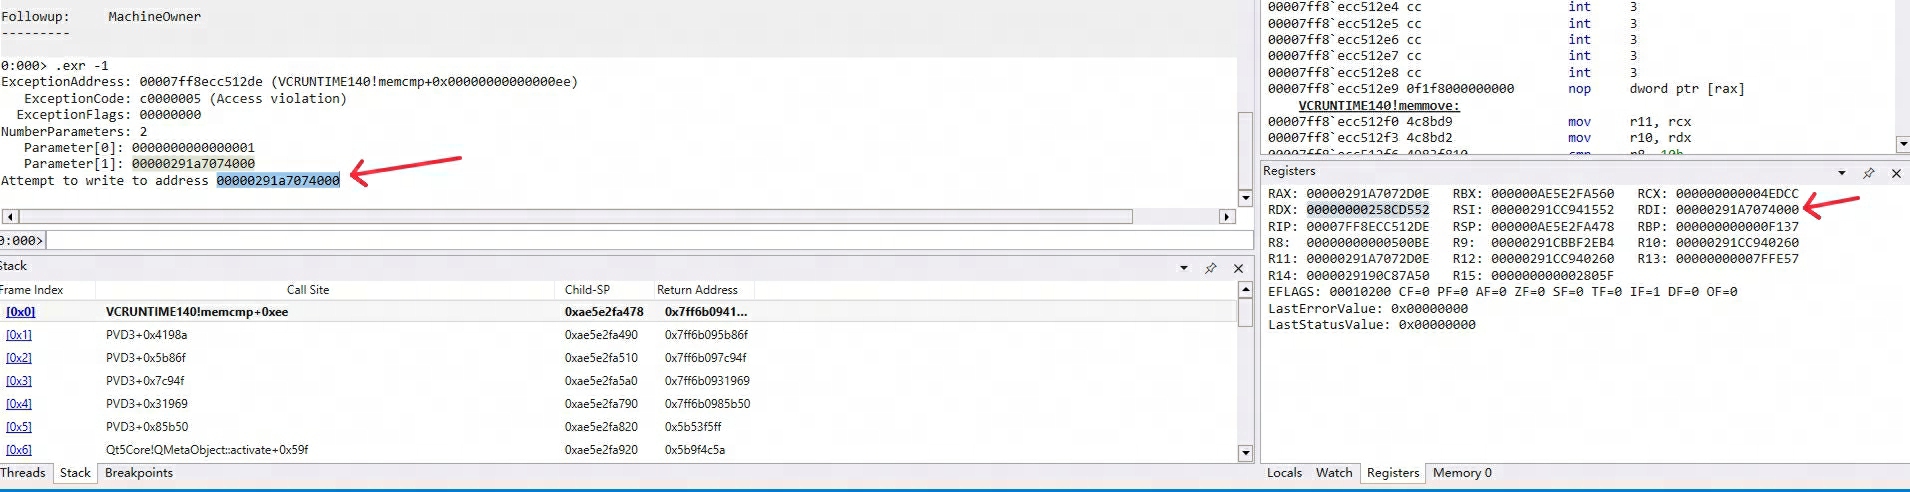 Followup:     MachineOwner
---------
0:000> .exr -1
ExceptionAddress: 00007ff8ecc512de (VCRUNTIME140!memcmp+0x00000000000000ee)
ExceptionCode: c0000005 (Access violation)
ExceptionFlags: 00000000
NumberParameters: 2
Parameter[0]: 0000000000000001
Parameter[1]: 00000291a7074000
Attempt to write to address 00000291a7074000
0:000>
Stack
Frame Index Call Site Child-SP Return Address
[0x0] VCRUNTIME140!memcmp+0xee 0xae5e2fa478 0x7ff6b0941...
[0x1] PVD3+0x4198a 0xae5e2fa490 0x7ff6b095b86f
[0x2] PVD3+0x5b86f 0xae5e2fa510 0x7ff6b097c94f
[0x3] PVD3+0x7c94f 0xae5e2fa5a0 0x7ff6b0931969
[0x4] PVD3+0x31969 0xae5e2fa790 0x7ff6b0985b50
[0x5] PVD3+0x85b50 0xae5e2fa820 0x5b53f5ff
[0x6] Qt5Core!QMetaObject::activate+0x59f 0xae5e2fa920 0x5b9f4c5a
Threads Stack Breakpoints
00007ff8`ecc512e4 cc int 3
00007ff8`ecc512e5 cc int 3
00007ff8`ecc512e6 cc int 3
00007ff8`ecc512e7 cc int 3
00007ff8`ecc512e8 cc int 3
00007ff8`ecc512e9 0f1f8000000000 nop dword ptr [rax]
VCRUNTIME140!memmove:
00007ff8`ecc512f0 4c8bd9 mov r11, rcx
00007ff8`ecc512f3 4c8bd2 mov r10, rdx
Registers
RAX: 00000291A7072D0E RBX: 000000AE5E2FA560 RCX: 000000000004EDCC
RDX: 00000000258CD552 RSI: 00000291CC941552 RDI: 00000291A7074000
RIP: 00007FF8ECC512DE RSP: 000000AE5E2FA478 RBP: 000000000000F137
R8: 00000000000500BE R9: 00000291CBBF2EB4 R10: 00000291CC940260
R11: 00000291A7072D0E R12: 00000291CC940260 R13: 00000000007FFE57
R14: 0000029190C87A50 R15: 000000000002805F
EFLAGS: 00010200 CF=0 PF=0 AF=0 ZF=0 SF=0 TF=0 IF=1 DF=0 OF=0
LastErrorValue: 0x00000000
LastStatusValue: 0x00000000
Locals Watch Registers Memory 0